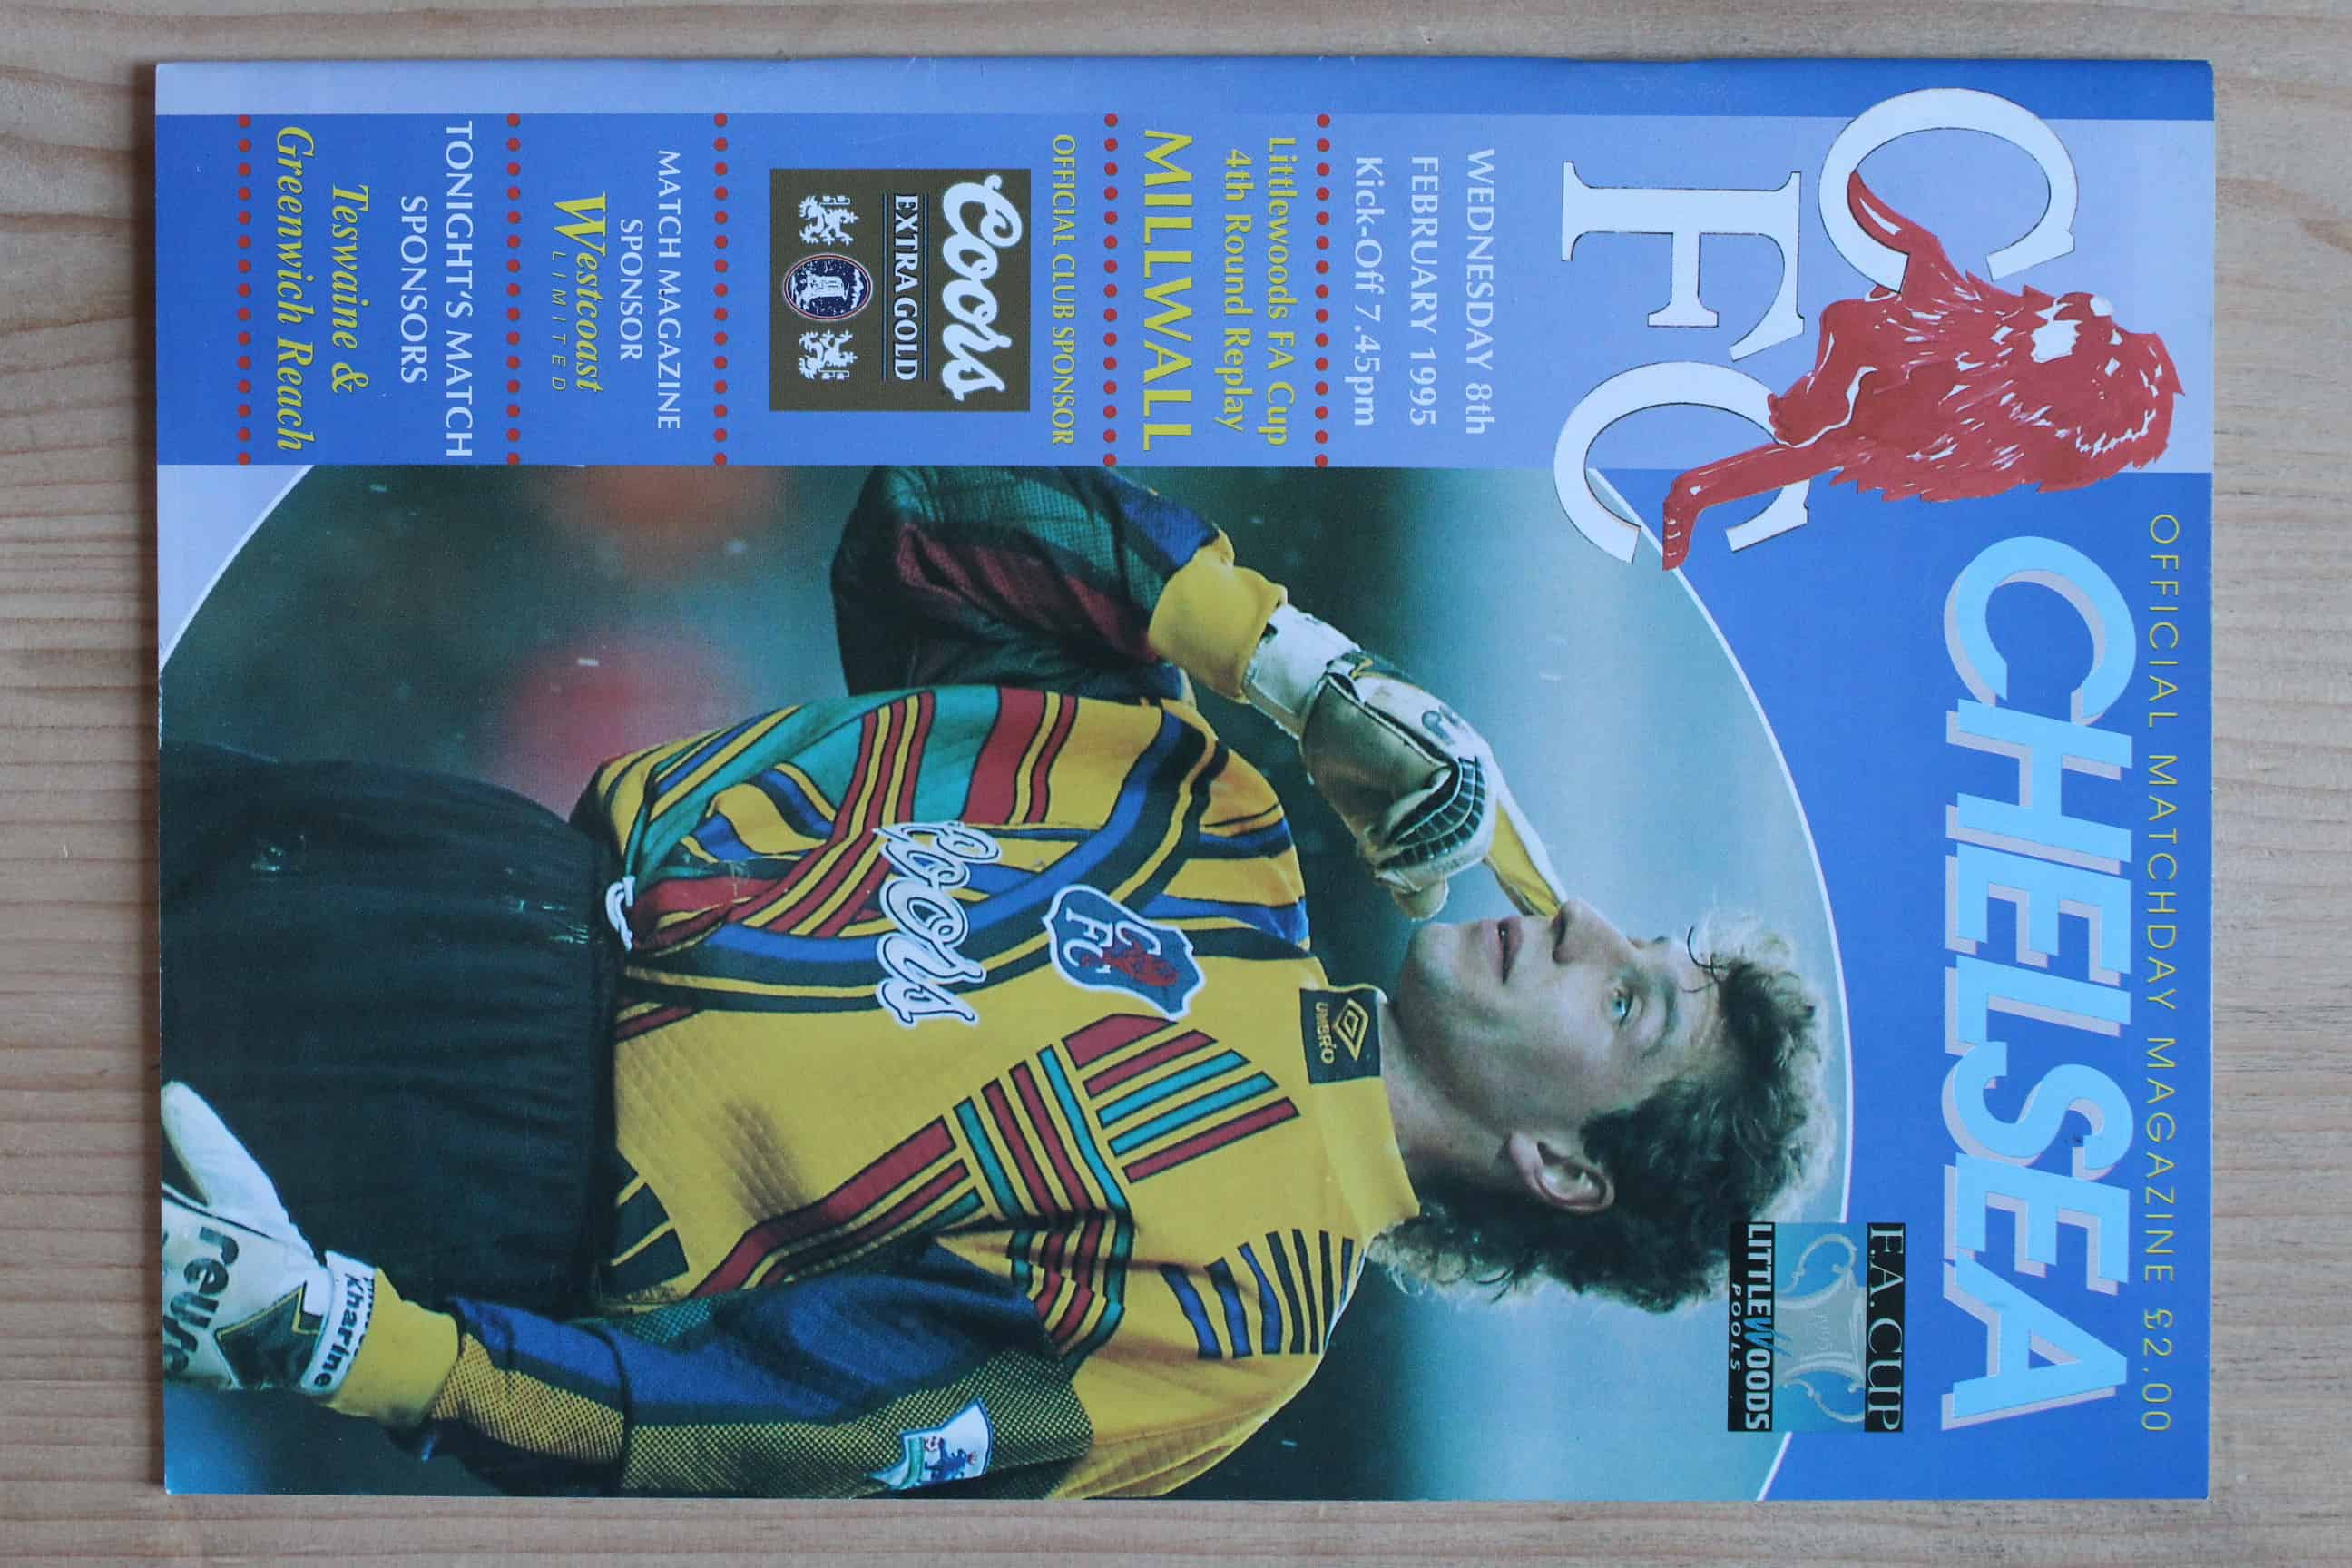 OFFICIAL MATCHDAY MAGAZINE £2.00
CHELSEA
C
F
C
WEDNESDAY 8th
FEBRUARY 1995
Kick-Off 7.45pm
Littlewoods FA Cup
4th Round Replay
MILLWALL
OFFICIAL CLUB SPONSOR
Coors
EXTRA GOLD
MATCH MAGAZINE
SPONSOR
Westcoast
LIMITED
TONIGHT'S MATCH
SPONSORS
Teswaine &
Greenwich Reach
F.A. CUP
1995
LITTLEWOODS
POOLS
UMBRO
CFC
Coors
Kharine
reusc